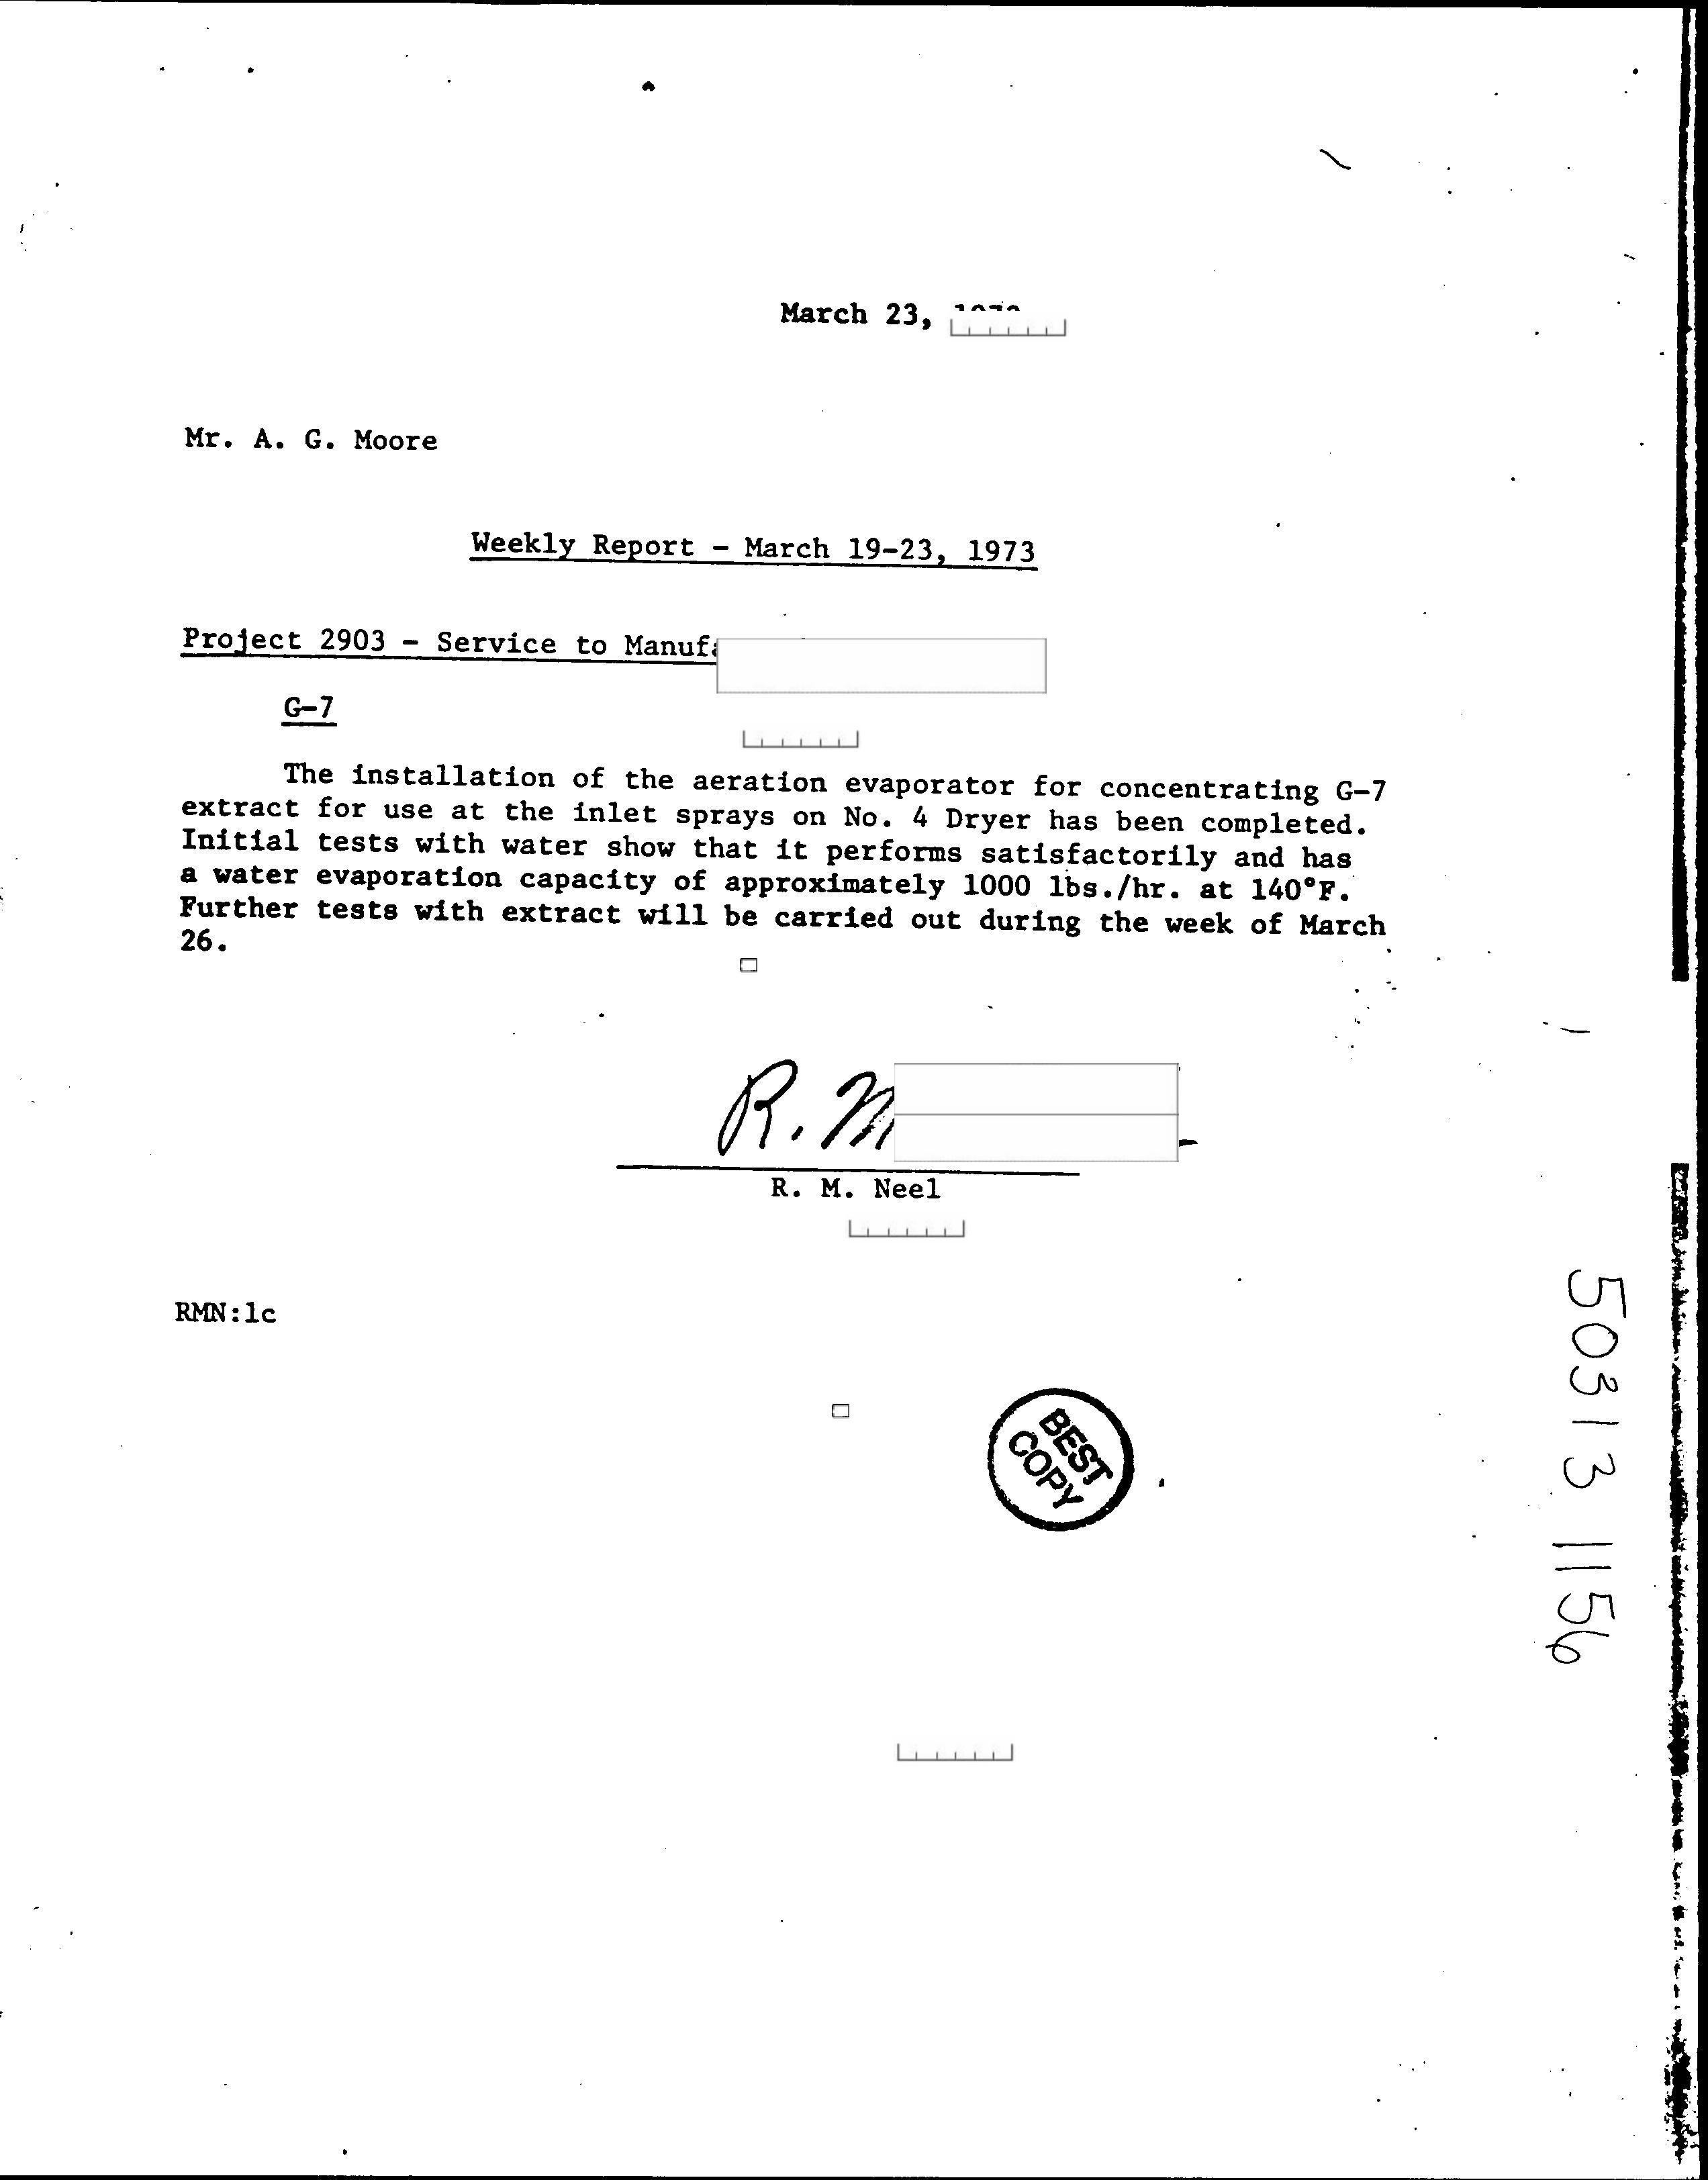 March 23,
Mr. A. G. Moore
Weekly Report - March 19-23, 1973
Project 2903 - Service to
G-7
The installation of the aeration evaporator for concentrating G-7
extract for use at the inlet sprays on No. 4 Dryer has been completed.
Initial tests with water show that it performs satisfactorily and has
a water evaporation capacity of approximately 1000 lbs./hr. at 140°F.
Further tests with extract will be carried out during the week of March
26.
R. M
R. M. Neel
RMN:lc
BEST
COPY
50313 1156